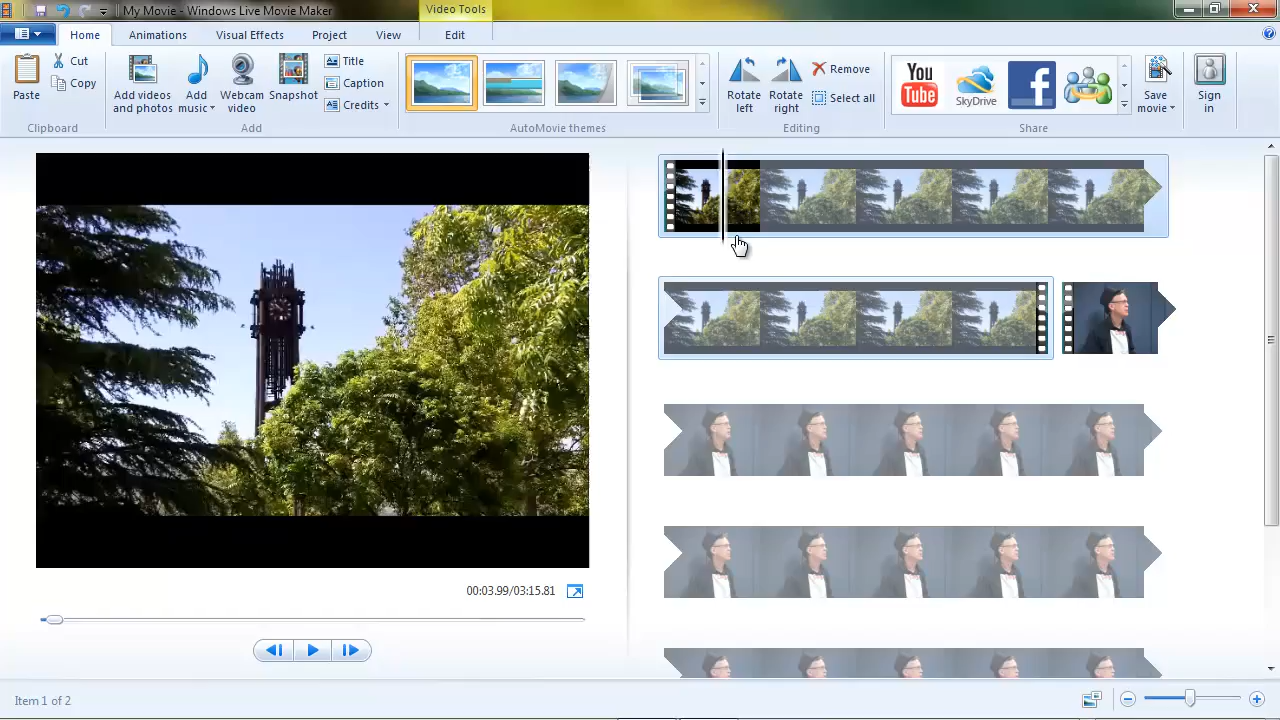 My Movie - Windows Live Movie Maker
Video Tools
Home
Animations
Visual Effects
Project
View
Edit
Paste
Cut
Copy
Clipboard
Add videos
and photos
Add
music
Webcam
video
Snapshot
Title
Caption
Credits
Add
AutoMovie themes
Rotate
left
Rotate
right
Remove
Select all
Editing
You
Tube
SkyDrive
f
Share
Save
movie
Sign
in
00:03.99/03:15.81
Item 1 of 2